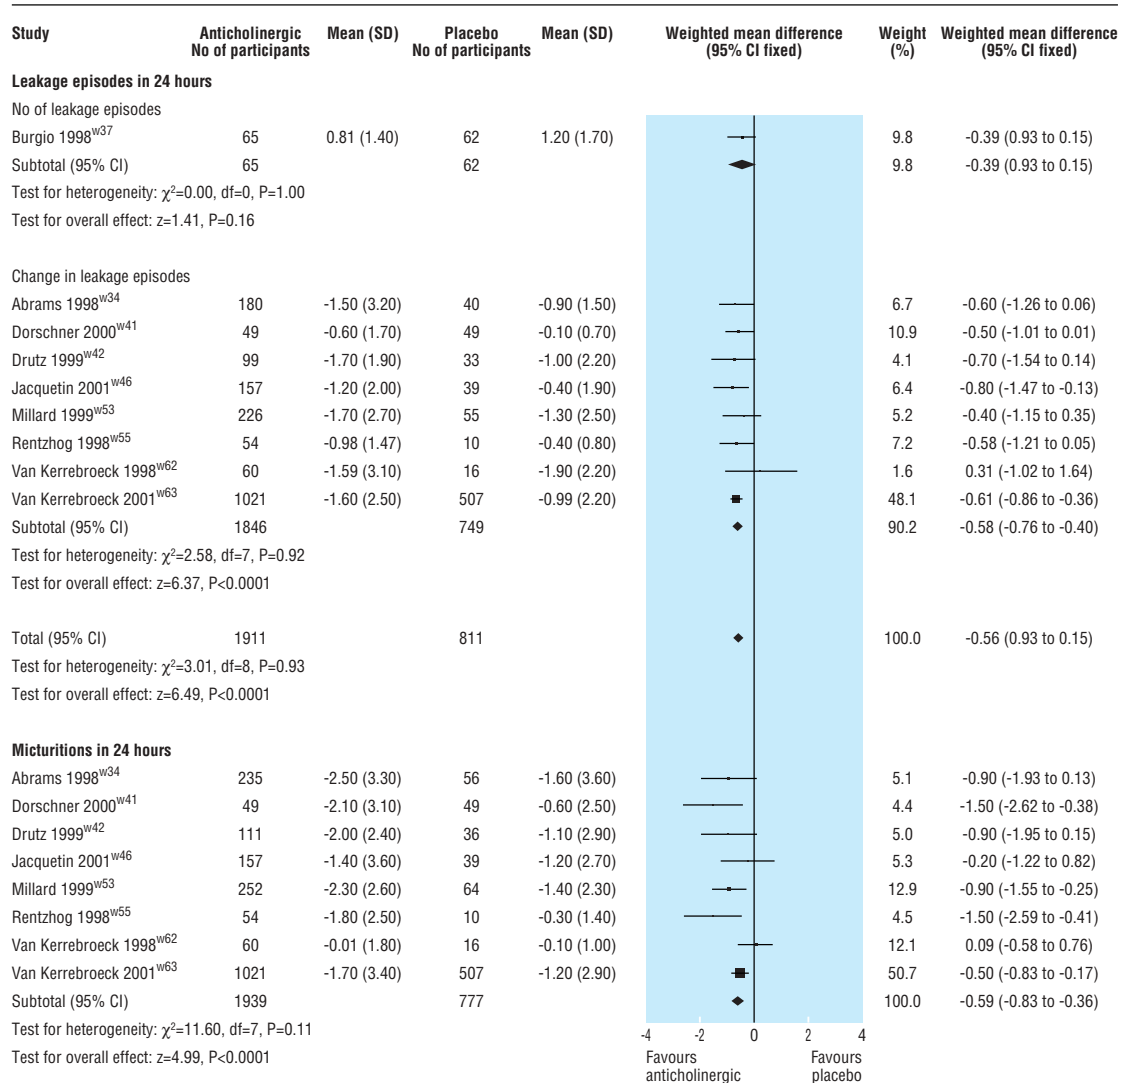 Study Anticholinergic No of participants Mean (SD) Placebo No of participants Mean (SD) Weighted mean difference (95% CI fixed) Weight (%) Weighted mean difference (95% CI fixed)
Leakage episodes in 24 hours
No of leakage episodes
Burgio 1998w37 65 0.81 (1.40) 62 1.20 (1.70) 9.8 -0.39 (0.93 to 0.15)
Subtotal (95% CI) 65 62 9.8 -0.39 (0.93 to 0.15)
Test for heterogeneity: χ2=0.00, df=0, P=1.00
Test for overall effect: z=1.41, P=0.16
Change in leakage episodes
Abrams 1998w34 180 -1.50 (3.20) 40 -0.90 (1.50) 6.7 -0.60 (-1.26 to 0.06)
Dorschner 2000w41 49 -0.60 (1.70) 49 -0.10 (0.70) 10.9 -0.50 (-1.01 to 0.01)
Drutz 1999w42 99 -1.70 (1.90) 33 -1.00 (2.20) 4.1 -0.70 (-1.54 to 0.14)
Jacquetin 2001w46 157 -1.20 (2.00) 39 -0.40 (1.90) 6.4 -0.80 (-1.47 to -0.13)
Millard 1999w53 226 -1.70 (2.70) 55 -1.30 (2.50) 5.2 -0.40 (-1.15 to 0.35)
Rentzhog 1998w55 54 -0.98 (1.47) 10 -0.40 (0.80) 7.2 -0.58 (-1.21 to 0.05)
Van Kerrebroeck 1998w62 60 -1.59 (3.10) 16 -1.90 (2.20) 1.6 0.31 (-1.02 to 1.64)
Van Kerrebroeck 2001w63 1021 -1.60 (2.50) 507 -0.99 (2.20) 48.1 -0.61 (-0.86 to -0.36)
Subtotal (95% CI) 1846 749 90.2 -0.58 (-0.76 to -0.40)
Test for heterogeneity: χ2=2.58, df=7, P=0.92
Test for overall effect: z=6.37, P<0.0001
Total (95% CI) 1911 811 100.0 -0.56 (0.93 to 0.15)
Test for heterogeneity: χ2=3.01, df=8, P=0.93
Test for overall effect: z=6.49, P<0.0001
Micturitions in 24 hours
Abrams 1998w34 235 -2.50 (3.30) 56 -1.60 (3.60) 5.1 -0.90 (-1.93 to 0.13)
Dorschner 2000w41 49 -2.10 (3.10) 49 -0.60 (2.50) 4.4 -1.50 (-2.62 to -0.38)
Drutz 1999w42 111 -2.00 (2.40) 36 -1.10 (2.90) 5.0 -0.90 (-1.95 to 0.15)
Jacquetin 2001w46 157 -1.40 (3.60) 39 -1.20 (2.70) 5.3 -0.20 (-1.22 to 0.82)
Millard 1999w53 252 -2.30 (2.60) 64 -1.40 (2.30) 12.9 -0.90 (-1.55 to -0.25)
Rentzhog 1998w55 54 -1.80 (2.50) 10 -0.30 (1.40) 4.5 -1.50 (-2.59 to -0.41)
Van Kerrebroeck 1998w62 60 -0.01 (1.80) 16 -0.10 (1.00) 12.1 0.09 (-0.58 to 0.76)
Van Kerrebroeck 2001w63 1021 -1.70 (3.40) 507 -1.20 (2.90) 50.7 -0.50 (-0.83 to -0.17)
Subtotal (95% CI) 1939 777 100.0 -0.59 (-0.83 to -0.36)
Test for heterogeneity: χ2=11.60, df=7, P=0.11
Test for overall effect: z=4.99, P<0.0001
-4 -2 0 2 4
Favours anticholinergic
Favours placebo